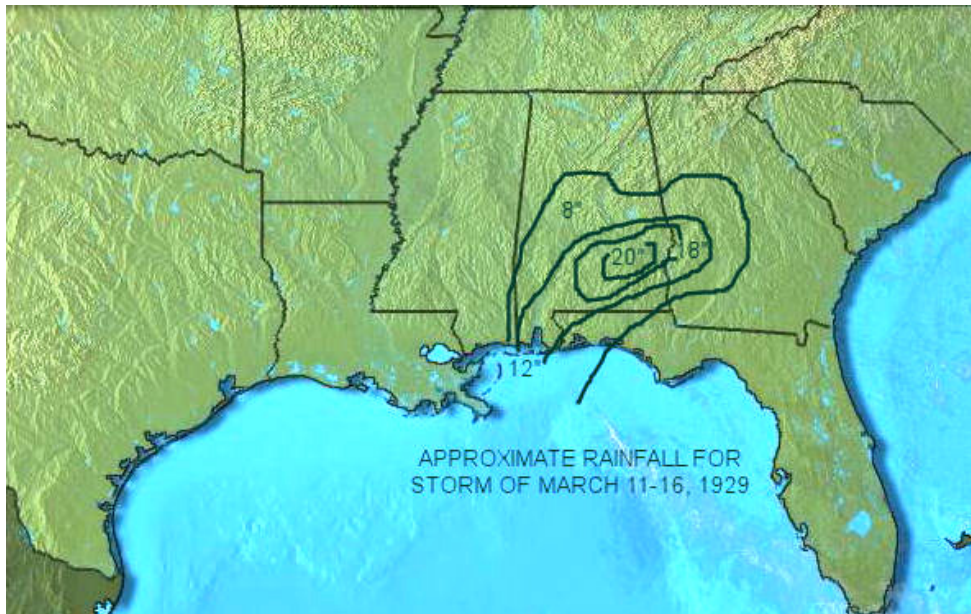 8"
20"
18"
12"
APPROXIMATE RAINFALL FOR
STORM OF MARCH 11-16, 1929